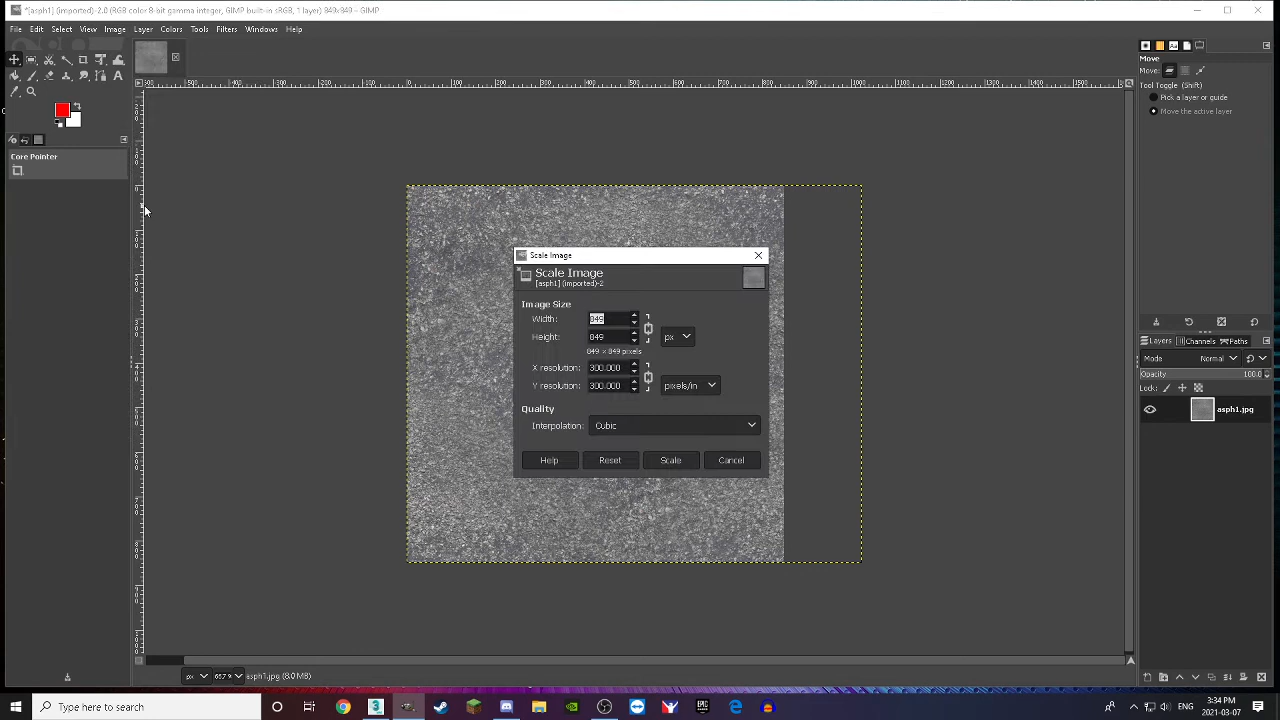 *[asph1] (imported)-2.0 (RGB color 8-bit gamma integer, GIMP built-in sRGB, 1 layer) 849x849 – GIMP
File Edit Select View Image Layer Colors Tools Filters Windows Help
Move
Move:
Tool Toggle (Shift)
Pick a layer or guide
Move the active layer
Core Pointer
Scale Image
Scale Image
[asph1] (imported)-2
Image Size
Width: 849
Height: 849 px
849 × 849 pixels
X resolution: 300.000
Y resolution: 300.000 pixels/in
Quality
Interpolation: Cubic
Help Reset Scale Cancel
Layers Channels Paths
Mode Normal
Opacity 100.0
Lock:
asph1.jpg
px asph1.jpg (8.0 MB)
Type here to search
3:34 PM
2021-03-07